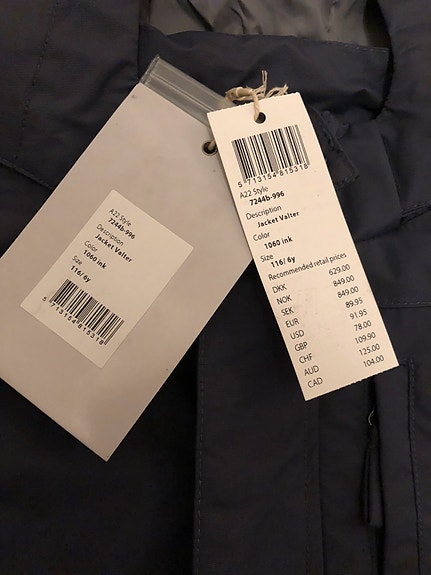 A22 Style
7244b-996
Description
Jacket Valter
Color
1060 ink
Size
116/ 6y
5 713154 815318
5 713154 815318
A22 Style
7244b-996
Description
Jacket Valter
Color
1060 ink
Size
116/ 6y
Recommended retail prices
DKK 629.00
NOK 849.00
SEK 849.00
EUR 89.95
USD 91.95
GBP 78.00
CHF 109.90
AUD 125.00
CAD 104.00